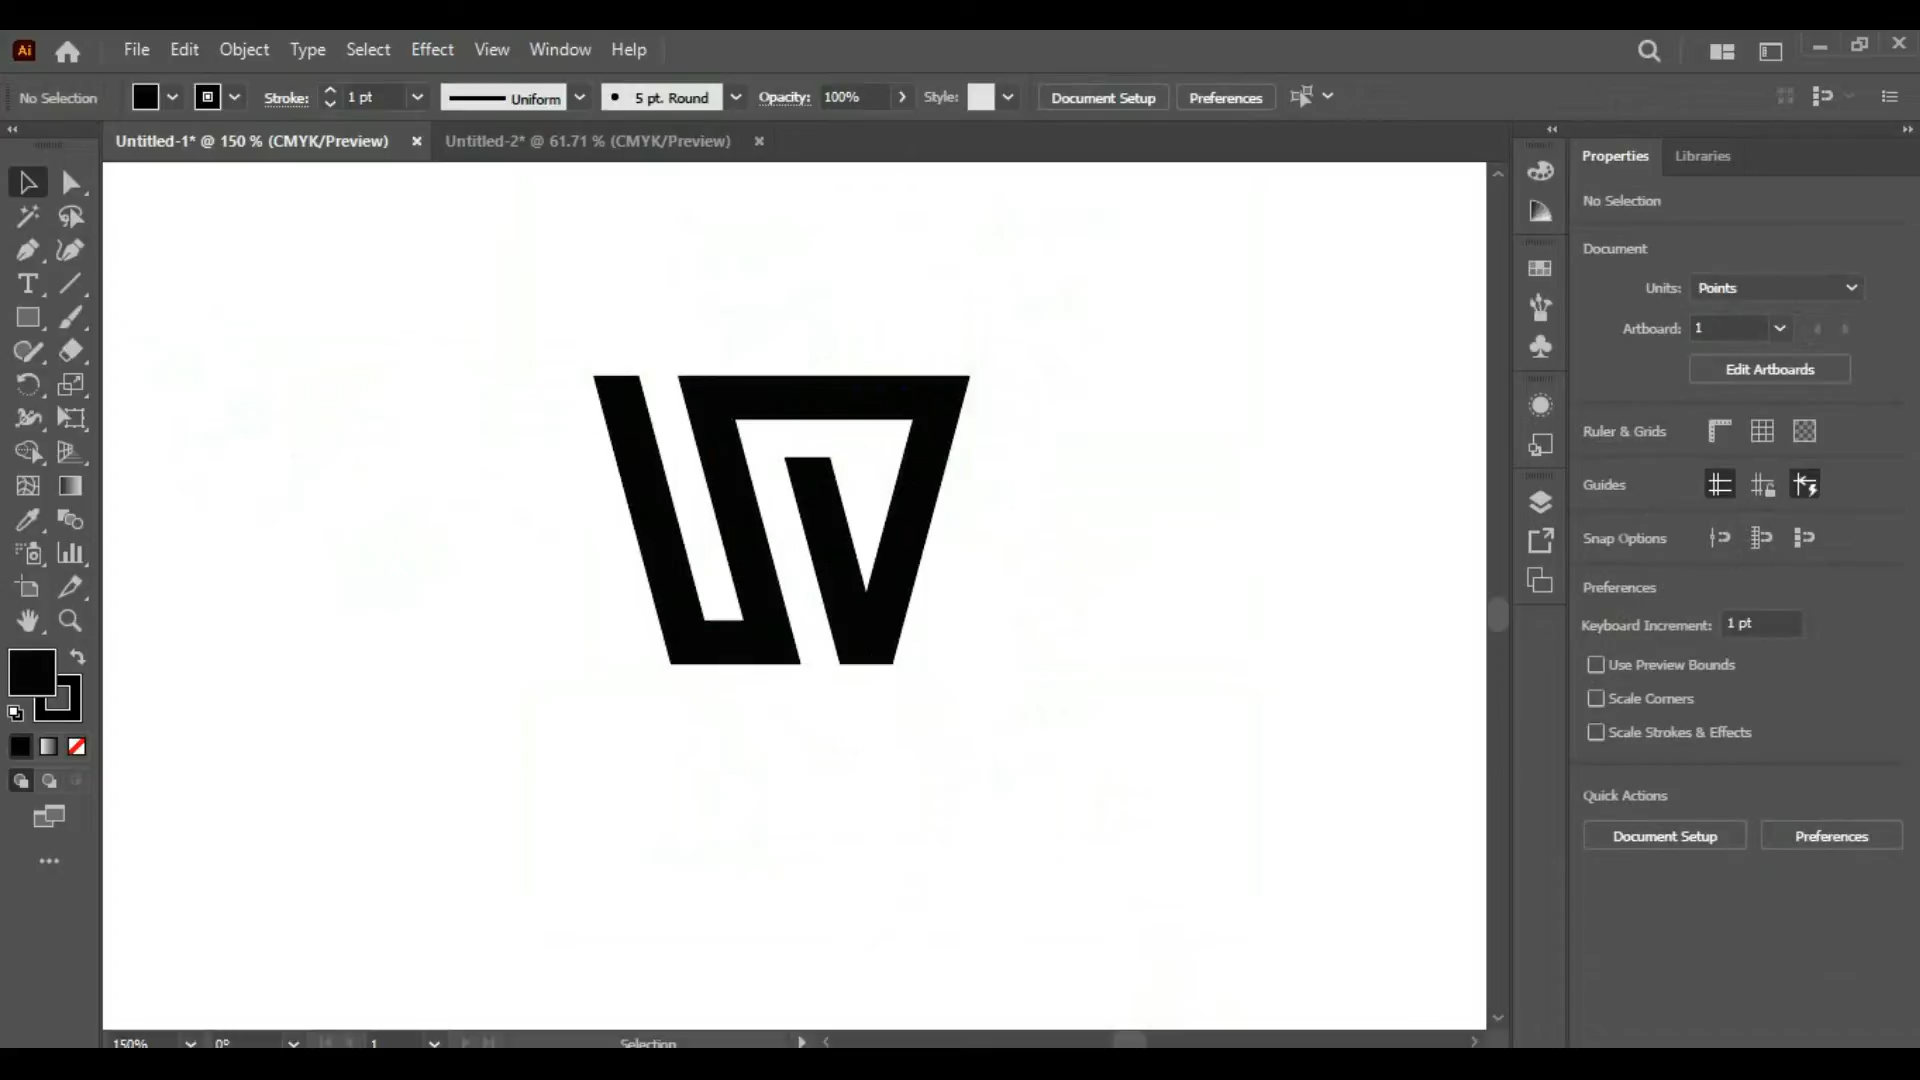 Ai File Edit Object Type Select Effect View Window Help
No Selection Stroke: 1 pt Uniform 5 pt. Round Opacity: 100% Style: Document Setup Preferences
Untitled-1* @ 150 % (CMYK/Preview) Untitled-2* @ 61.71 % (CMYK/Preview)
Properties Libraries
No Selection
Document
Units: Points
Artboard: 1
Edit Artboards
Ruler & Grids
Guides
Snap Options
Preferences
Keyboard Increment: 1 pt
Use Preview Bounds
Scale Corners
Scale Strokes & Effects
Quick Actions
Document Setup Preferences
150% 0° 1 Selection